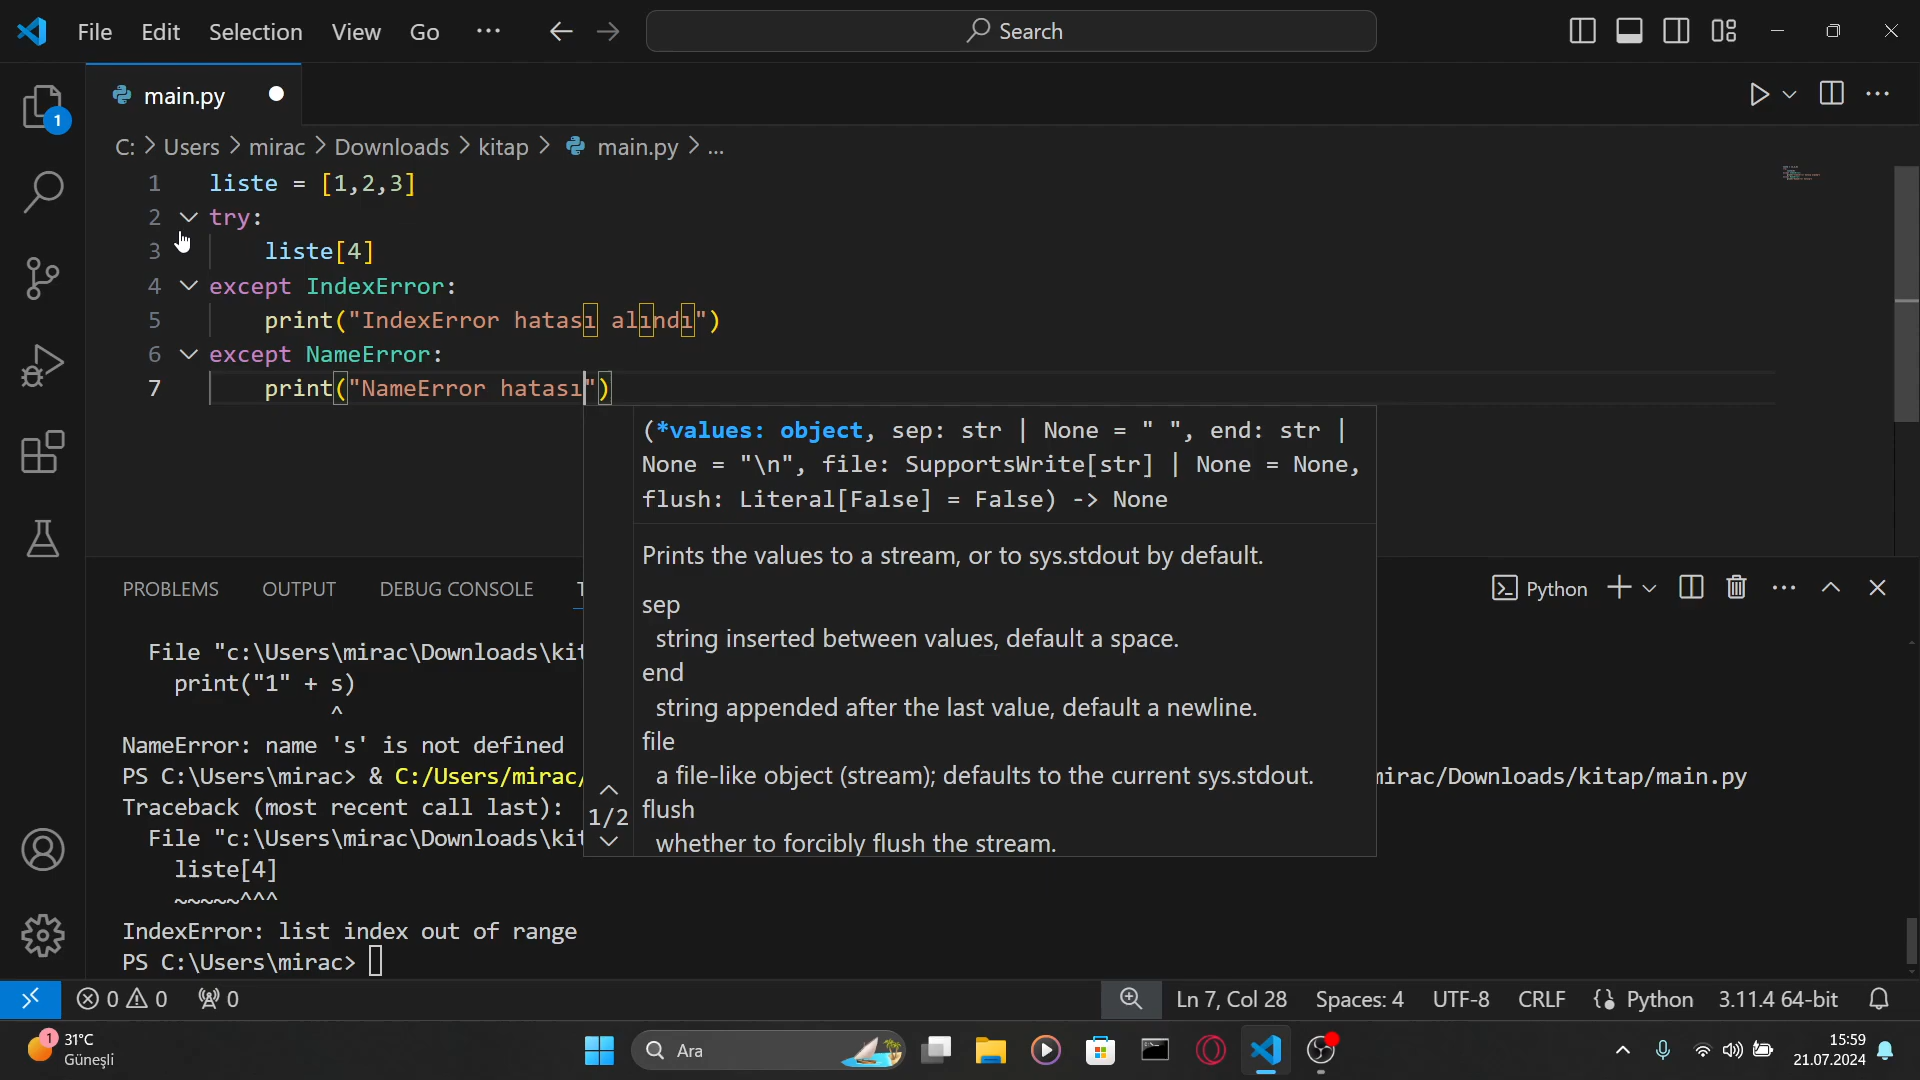 File Edit Selection View Go ... Search
main.py
C: > Users > mirac > Downloads > kitap > main.py > ...
1 liste = [1,2,3]
2 try:
3 liste[4]
4 except IndexError:
5 print("IndexError hatası alındı")
6 except NameError:
7 print("NameError hatası")
(*values: object, sep: str | None = " ", end: str |
None = "\n", file: SupportsWrite[str] | None = None,
flush: Literal[False] = False) -> None
Prints the values to a stream, or to sys.stdout by default.
sep
string inserted between values, default a space.
end
string appended after the last value, default a newline.
file
a file-like object (stream); defaults to the current sys.stdout.
flush
whether to forcibly flush the stream.
1/2
PROBLEMS OUTPUT DEBUG CONSOLE T Python
File "c:\Users\mirac\Downloads\kit
print("1" + s)
^
NameError: name 's' is not defined
PS C:\Users\mirac> & C:/Users/mirac/ mirac/Downloads/kitap/main.py
Traceback (most recent call last):
File "c:\Users\mirac\Downloads\kit
liste[4]
~~~~~^^^
IndexError: list index out of range
PS C:\Users\mirac>
0 0 0 Ln 7, Col 28 Spaces: 4 UTF-8 CRLF Python 3.11.4 64-bit
1
1 31°C
Güneşli
Ara
15:59
21.07.2024